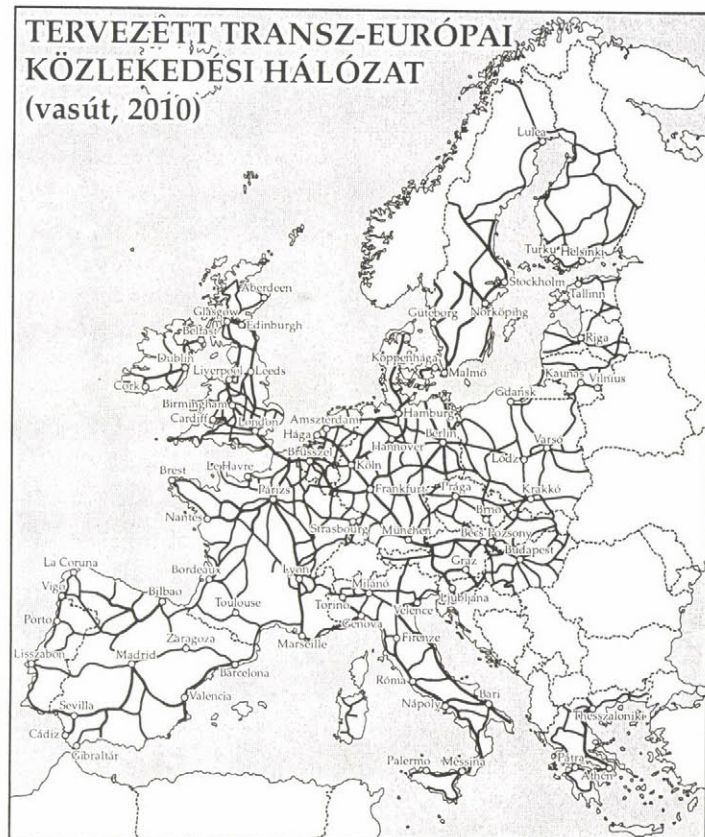 TERVEZETT TRANSZ-EURÓPAI
KÖZLEKEDÉSI HÁLÓZAT
(vasút, 2010)
Lulea
Turku
Helsinki
Stockholm
Tallinn
Aberdeen
Glasgow
Edinburgh
Göteborg
Norköpihg
Belfast
Riga
Dublin
Koppenhága
Liverpool
Leeds
Malmö
Kaunas
Vilnius
Cork
Gdańsk
Birmingham
Cardiff
London
Amszterdam
Hamburg
Hága
Hannover
Berlin
Varsó
Brüsszel
Köln
Lódz
Brest
Le Havre
Párizs
Frankfurt
Prága
Krakkó
Nantes
Brno
Strasbourg
München
Bécs
Pozsony
Budapest
Graz
La Coruna
Bordeaux
Lyon
Vigo
Bilbao
Toulouse
Torino
Milánó
Velence
Ljubljana
Porto
Genova
Zaragoza
Marseille
Firenze
Lisszabon
Madrid
Barcelona
Róma
Sevilla
Valencia
Nápoly
Bari
Thesszaloniké
Cádiz
Gibraltár
Palermo
Messina
Pátra
Athén